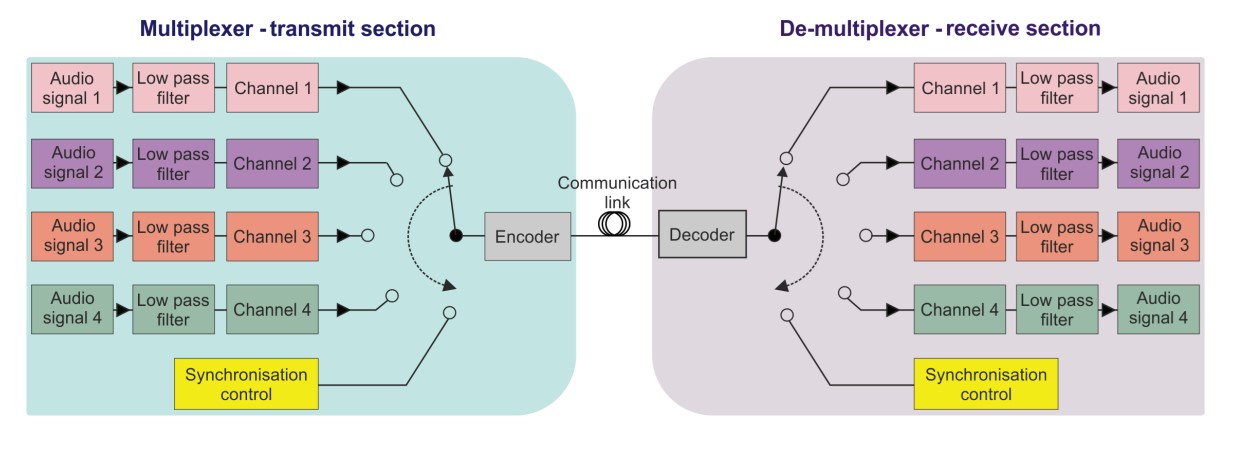 Multiplexer - transmit section
De-multiplexer - receive section
Audio
signal 1
Low pass
filter
Channel 1
Audio
signal 2
Low pass
filter
Channel 2
Audio
signal 3
Low pass
filter
Channel 3
Audio
signal 4
Low pass
filter
Channel 4
Synchronisation
control
Encoder
Communication
link
Decoder
Channel 1
Low pass
filter
Audio
signal 1
Channel 2
Low pass
filter
Audio
signal 2
Channel 3
Low pass
filter
Audio
signal 3
Channel 4
Low pass
filter
Audio
signal 4
Synchronisation
control